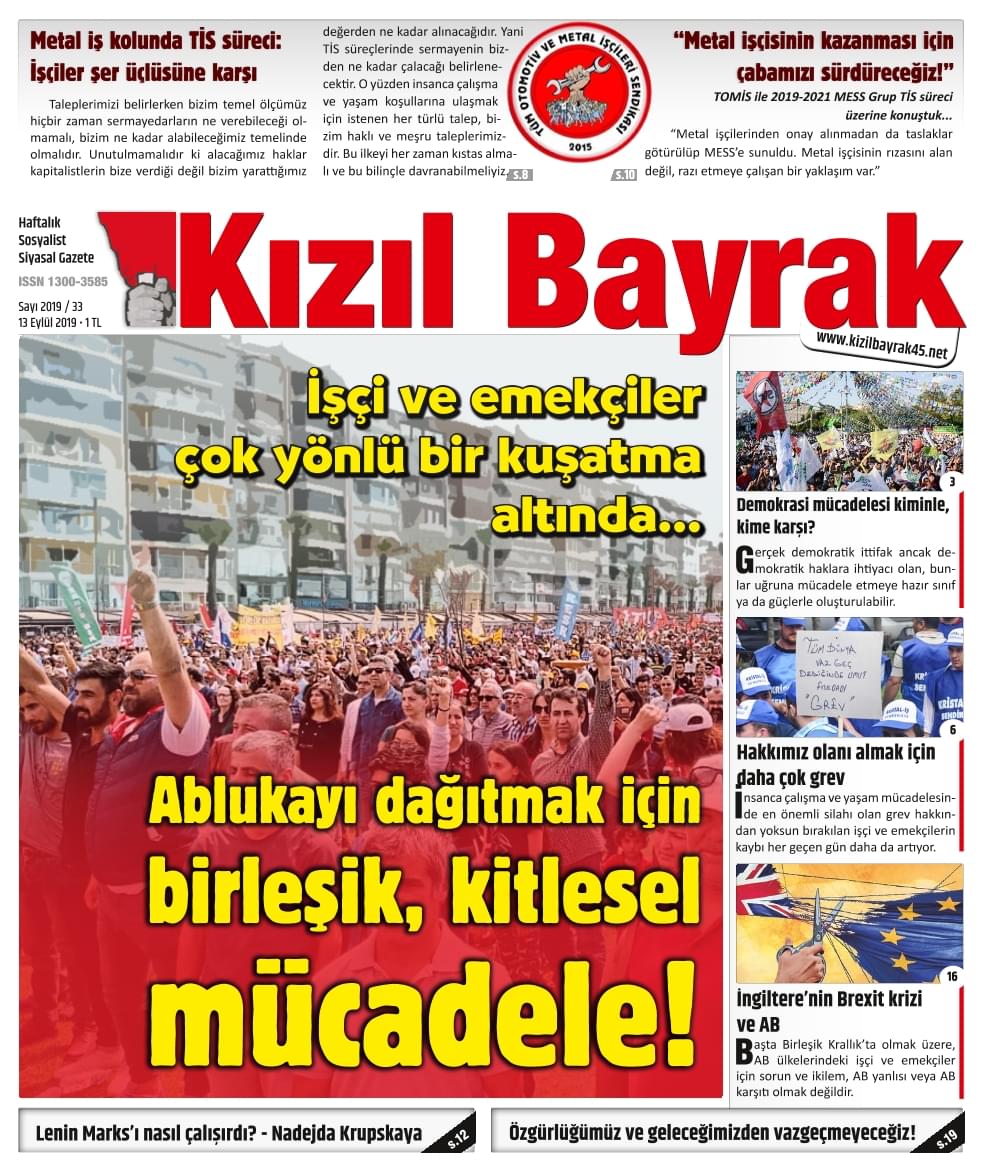 Metal iş kolunda TİS süreci:
İşçiler şer üçlüsüne karşı
Taleplerimizi belirlerken bizim temel ölçümüz
hiçbir zaman sermayedarların ne verebileceği ol-
mamalı, bizim ne kadar alabileceğimiz temelinde
olmalıdır. Unutulmamalıdır ki alacağımız haklar
kapitalistlerin bize verdiği değil bizim yarattığımız
değerden ne kadar alınacağıdır. Yani
TİS süreçlerinde sermayenin biz-
den ne kadar çalacağı belirlene-
cektir. O yüzden insanca çalışma
ve yaşam koşullarına ulaşmak
için istenen her türlü talep, bi-
zim haklı ve meşru taleplerimiz-
dir. Bu ilkeyi her zaman kıstas alma-
lı ve bu bilinçle davranabilmeliyiz.
s.8
TÜM OTOMOTİV VE METAL İŞÇİLERİ SENDİKASI
2015
"Metal işçisinin kazanması için
çabamızı sürdüreceğiz!"
TOMİS ile 2019-2021 MESS Grup TİS süreci
üzerine konuştuk...
"Metal işçilerinden onay alınmadan da taslaklar
götürülüp MESS'e sunuldu. Metal işçisinin rızasını alan
değil, razı etmeye çalışan bir yaklaşım var."
s.10
Haftalık
Sosyalist
Siyasal Gazete
ISSN 1300-3585
Sayı 2019 / 33
13 Eylül 2019 • 1 TL
Kızıl Bayrak
www.kizilbayrak45.net
İşçi ve emekçiler
çok yönlü bir kuşatma
altında...
Ablukayı dağıtmak için
birleşik, kitlesel
mücadele!
3
Demokrasi mücadelesi kiminle,
kime karşı?
Gerçek demokratik ittifak ancak de-
mokratik haklara ihtiyacı olan, bun-
lar uğruna mücadele etmeye hazır sınıf
ya da güçlerle oluşturulabilir.
TÜM DÜNYA
VAZ GEÇ
DEDİĞİNDE UMUT
FISILDADI
"GREV"
KRİSTAL-İŞ
6
Hakkımız olanı almak için
daha çok grev
İnsanca çalışma ve yaşam mücadelesin-
de en önemli silahı olan grev hakkın-
dan yoksun bırakılan işçi ve emekçilerin
kaybı her geçen gün daha da artıyor.
16
İngiltere'nin Brexit krizi
ve AB
Başta Birleşik Krallık'ta olmak üzere,
AB ülkelerindeki işçi ve emekçiler
için sorun ve ikilem, AB yanlısı veya AB
karşıtı olmak değildir.
Lenin Marks'ı nasıl çalışırdı? - Nadejda Krupskaya
s.12
Özgürlüğümüz ve geleceğimizden vazgeçmeyeceğiz!
s.19